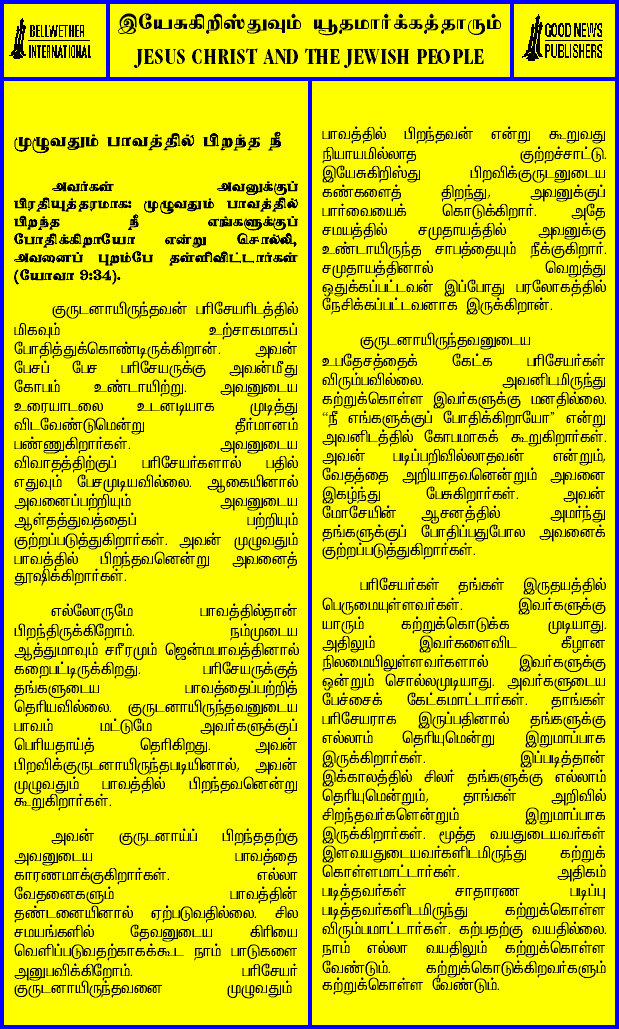 BELLWETHER
INTERNATIONAL
இயேசுகிறிஸ்துவும் யூதமார்க்கத்தாரும்
JESUS CHRIST AND THE JEWISH PEOPLE
GOOD NEWS
PUBLISHERS
முழுவதும் பாவத்தில் பிறந்த நீ
அவர்கள் அவனுக்குப்
பிரதியுத்தரமாக: முழுவதும் பாவத்தில்
பிறந்த நீ எங்களுக்குப்
போதிக்கிறாயோ என்று சொல்லி,
அவனைப் புறம்பே தள்ளிவிட்டார்கள்
(யோவா 9:34).
குருடனாயிருந்தவன் பரிசேயரிடத்தில்
மிகவும் உற்சாகமாகப்
போதித்துக்கொண்டிருக்கிறான். அவன்
பேசப் பேச பரிசேயருக்கு அவன்மீது
கோபம் உண்டாயிற்று. அவனுடைய
உரையாடலை உடனடியாக முடித்து
விடவேண்டுமென்று தீர்மானம்
பண்ணுகிறார்கள். அவனுடைய
விவாதத்திற்குப் பரிசேயர்களால் பதில்
எதுவும் பேசமுடியவில்லை. ஆகையினால்
அவனைப்பற்றியும் அவனுடைய
ஆள்தத்துவத்தைப் பற்றியும்
குற்றப்படுத்துகிறார்கள். அவன் முழுவதும்
பாவத்தில் பிறந்தவனென்று அவனைத்
தூஷிக்கிறார்கள்.
எல்லோருமே பாவத்தில்தான்
பிறந்திருக்கிறோம். நம்முடைய
ஆத்துமாவும் சரீரமும் ஜென்மபாவத்தினால்
கறைபட்டிருக்கிறது. பரிசேயருக்குத்
தங்களுடைய பாவத்தைப்பற்றித்
தெரியவில்லை. குருடனாயிருந்தவனுடைய
பாவம் மட்டுமே அவர்களுக்குப்
பெரியதாய்த் தெரிகிறது. அவன்
பிறவிக்குருடனாயிருந்தபடியினால், அவன்
முழுவதும் பாவத்தில் பிறந்தவனென்று
கூறுகிறார்கள்.
அவன் குருடனாய்ப் பிறந்ததற்கு
அவனுடைய பாவத்தை
காரணமாக்குகிறார்கள். எல்லா
வேதனைகளும் பாவத்தின்
தண்டனையினால் ஏற்படுவதில்லை. சில
சமயங்களில் தேவனுடைய கிரியை
வெளிப்படுவதற்காகக்கூட நாம் பாடுகளை
அனுபவிக்கிறோம். பரிசேயர்
குருடனாயிருந்தவனை முழுவதும்
பாவத்தில் பிறந்தவன் என்று கூறுவது
நியாயமில்லாத குற்றச்சாட்டு.
இயேசுகிறிஸ்து பிறவிக்குருடனுடைய
கண்களைத் திறந்து, அவனுக்குப்
பார்வையைக் கொடுக்கிறார். அதே
சமயத்தில் சமுதாயத்தில் அவனுக்கு
உண்டாயிருந்த சாபத்தையும் நீக்குகிறார்.
சமுதாயத்தினால் வெறுத்து
ஒதுக்கப்பட்டவன் இப்போது பரலோகத்தில்
நேசிக்கப்பட்டவனாக இருக்கிறான்.
குருடனாயிருந்தவனுடைய
உபதேசத்தைக் கேட்க பரிசேயர்கள்
விரும்பவில்லை. அவனிடமிருந்து
கற்றுக்கொள்ள இவர்களுக்கு மனதில்லை.
“நீ எங்களுக்குப் போதிக்கிறாயோ” என்று
அவனிடத்தில் கோபமாகக் கூறுகிறார்கள்.
அவன் படிப்பறிவில்லாதவன் என்றும்,
வேதத்தை அறியாதவனென்றும் அவனை
இகழ்ந்து பேசுகிறார்கள். அவன்
மோசேயின் ஆசனத்தில் அமர்ந்து
தங்களுக்குப் போதிப்பதுபோல அவனைக்
குற்றப்படுத்துகிறார்கள்.
பரிசேயர்கள் தங்கள் இருதயத்தில்
பெருமையுள்ளவர்கள். இவர்களுக்கு
யாரும் கற்றுக்கொடுக்க முடியாது.
அதிலும் இவர்களைவிட கீழான
நிலமையிலுள்ளவர்களால் இவர்களுக்கு
ஒன்றும் சொல்லமுடியாது. அவர்களுடைய
பேச்சைக் கேட்கமாட்டார்கள். தாங்கள்
பரிசேயராக இருப்பதினால் தங்களுக்கு
எல்லாம் தெரியுமென்று இறுமாப்பாக
இருக்கிறார்கள். இப்படித்தான்
இக்காலத்தில் சிலர் தங்களுக்கு எல்லாம்
தெரியுமென்றும், தாங்கள் அறிவில்
சிறந்தவர்களென்றும் இறுமாப்பாக
இருக்கிறார்கள். மூத்த வயதுடையவர்கள்
இளவயதுடையவர்களிடமிருந்து கற்றுக்
கொள்ளமாட்டார்கள். அதிகம்
படித்தவர்கள் சாதாரண படிப்பு
படித்தவர்களிடமிருந்து கற்றுக்கொள்ள
விரும்பமாட்டார்கள். கற்பதற்கு வயதில்லை.
நாம் எல்லா வயதிலும் கற்றுக்கொள்ள
வேண்டும். கற்றுக்கொடுக்கிறவர்களும்
கற்றுக்கொள்ள வேண்டும்.